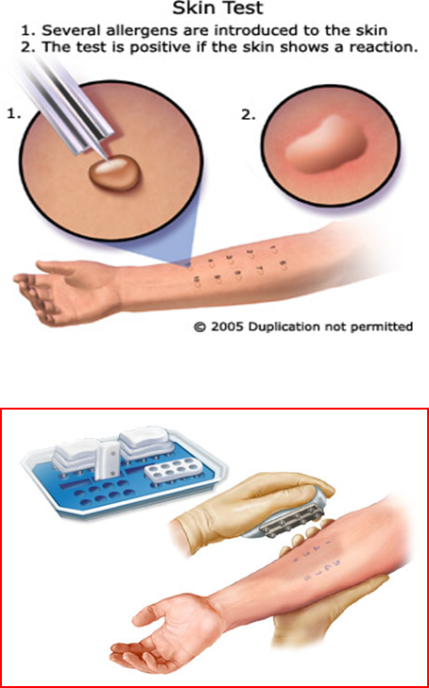 Skin Test
1. Several allergens are introduced to the skin
2. The test is positive if the skin shows a reaction.
1.
2.
© 2005 Duplication not permitted